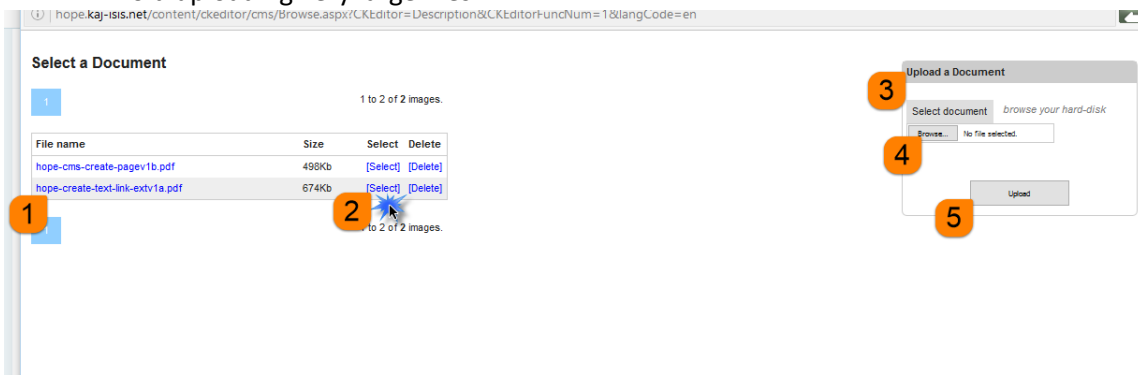 hope.kaj-isis.net/content/ckeditor/cms/Browse.aspx?CKEditor=Description&CKEditorFuncNum=1&langCode=en
Select a Document
1
1 to 2 of 2 images.
File name Size Select Delete
hope-cms-create-pagev1b.pdf 498Kb [Select] [Delete]
hope-create-text-link-extv1a.pdf 674Kb [Select] [Delete]
1
2
1
to 2 of 2 images.
Upload a Document
3
Select document browse your hard-disk
Browse... No file selected.
4
Upload
5